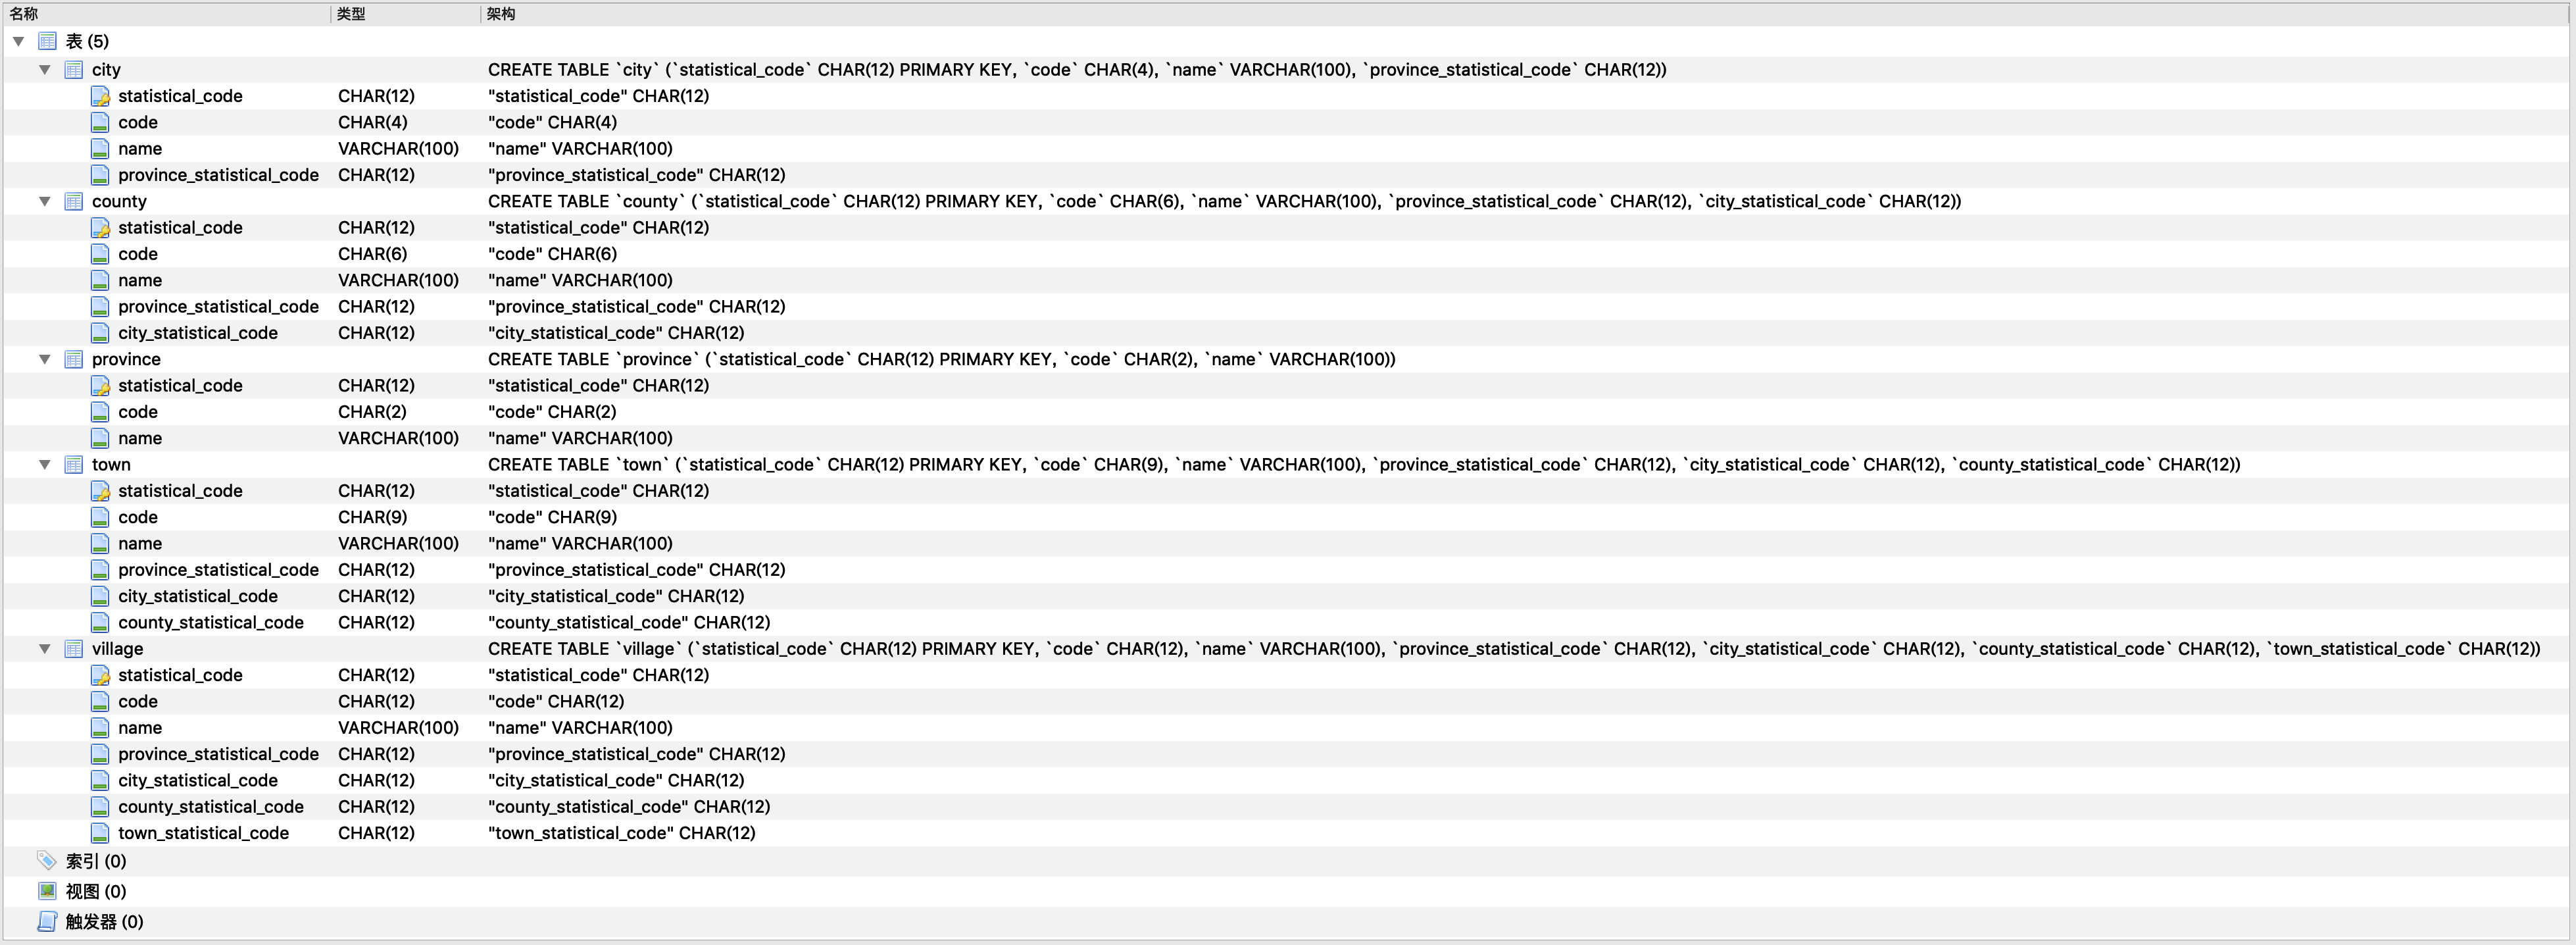 名称 类型 架构
表 (5)
city CREATE TABLE `city` (`statistical_code` CHAR(12) PRIMARY KEY, `code` CHAR(4), `name` VARCHAR(100), `province_statistical_code` CHAR(12))
statistical_code CHAR(12) "statistical_code" CHAR(12)
code CHAR(4) "code" CHAR(4)
name VARCHAR(100) "name" VARCHAR(100)
province_statistical_code CHAR(12) "province_statistical_code" CHAR(12)
county CREATE TABLE `county` (`statistical_code` CHAR(12) PRIMARY KEY, `code` CHAR(6), `name` VARCHAR(100), `province_statistical_code` CHAR(12), `city_statistical_code` CHAR(12))
statistical_code CHAR(12) "statistical_code" CHAR(12)
code CHAR(6) "code" CHAR(6)
name VARCHAR(100) "name" VARCHAR(100)
province_statistical_code CHAR(12) "province_statistical_code" CHAR(12)
city_statistical_code CHAR(12) "city_statistical_code" CHAR(12)
province CREATE TABLE `province` (`statistical_code` CHAR(12) PRIMARY KEY, `code` CHAR(2), `name` VARCHAR(100))
statistical_code CHAR(12) "statistical_code" CHAR(12)
code CHAR(2) "code" CHAR(2)
name VARCHAR(100) "name" VARCHAR(100)
town CREATE TABLE `town` (`statistical_code` CHAR(12) PRIMARY KEY, `code` CHAR(9), `name` VARCHAR(100), `province_statistical_code` CHAR(12), `city_statistical_code` CHAR(12), `county_statistical_code` CHAR(12))
statistical_code CHAR(12) "statistical_code" CHAR(12)
code CHAR(9) "code" CHAR(9)
name VARCHAR(100) "name" VARCHAR(100)
province_statistical_code CHAR(12) "province_statistical_code" CHAR(12)
city_statistical_code CHAR(12) "city_statistical_code" CHAR(12)
county_statistical_code CHAR(12) "county_statistical_code" CHAR(12)
village CREATE TABLE `village` (`statistical_code` CHAR(12) PRIMARY KEY, `code` CHAR(12), `name` VARCHAR(100), `province_statistical_code` CHAR(12), `city_statistical_code` CHAR(12), `county_statistical_code` CHAR(12), `town_statistical_code` CHAR(12))
statistical_code CHAR(12) "statistical_code" CHAR(12)
code CHAR(12) "code" CHAR(12)
name VARCHAR(100) "name" VARCHAR(100)
province_statistical_code CHAR(12) "province_statistical_code" CHAR(12)
city_statistical_code CHAR(12) "city_statistical_code" CHAR(12)
county_statistical_code CHAR(12) "county_statistical_code" CHAR(12)
town_statistical_code CHAR(12) "town_statistical_code" CHAR(12)
索引 (0)
视图 (0)
触发器 (0)